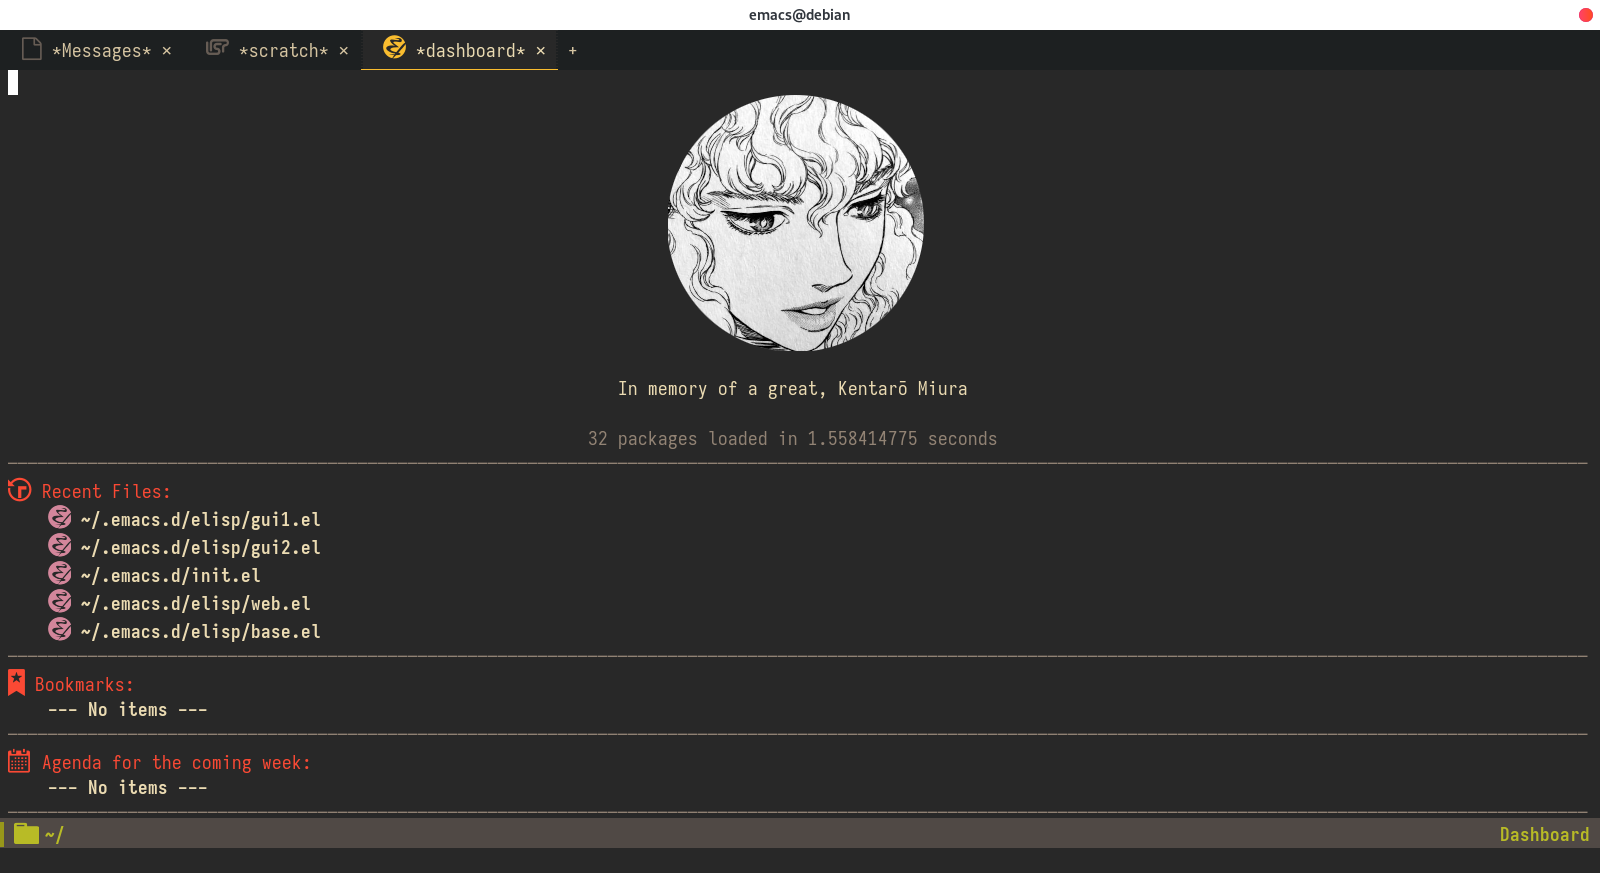 emacs@debian
*Messages* × *scratch* × *dashboard* × +
In memory of a great, Kentarō Miura
32 packages loaded in 1.558414775 seconds
Recent Files:
~/.emacs.d/elisp/gui1.el
~/.emacs.d/elisp/gui2.el
~/.emacs.d/init.el
~/.emacs.d/elisp/web.el
~/.emacs.d/elisp/base.el
Bookmarks:
--- No items ---
Agenda for the coming week:
--- No items ---
~/ Dashboard